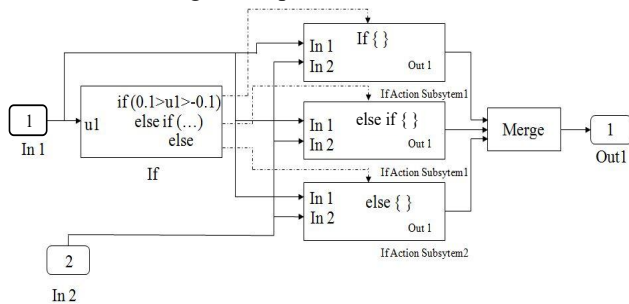 If { }
In 1
In 2
Out 1
If Action Subsytem1
1
In 1
u1
if (0.1>u1>-0.1)
else if (...)
else
If
else if { }
In 1
In 2
Out 1
If Action Subsytem1
Merge
1
Out1
else { }
In 1
In 2
Out 1
If Action Subsytem2
2
In 2